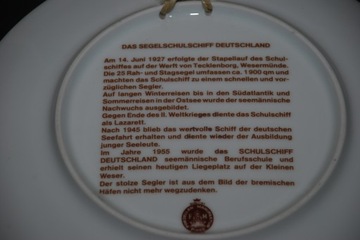 DAS SEGELSCHULSCHIFF DEUTSCHLAND
Am 14. Juni 1927 erfolgte der Stapellauf des Schul-
schiffes auf der Werft von Tecklenborg, Wesermünde.
Die 25 Rah- und Stagsegel umfassen ca. 1900 qm und
machten das Schulschiff zu einem schnellen und vor-
züglichen Segler.
Auf langen Winterreisen bis in den Südatlantik und
Sommerreisen in der Ostsee wurde der seemännische
Nachwuchs ausgebildet.
Gegen Ende des II. Weltkrieges diente das Schulschiff
als Lazarett.
Nach 1945 blieb das wertvolle Schiff der deutschen
Seefahrt erhalten und diente wieder der Ausbildung
junger Seeleute.
Im Jahre 1955 wurde das SCHULSCHIFF
DEUTSCHLAND seemännische Berufsschule und
erhielt seinen heutigen Liegeplatz auf der Kleinen
Weser.
Der stolze Segler ist aus dem Bild der bremischen
Häfen nicht mehr wegzudenken.